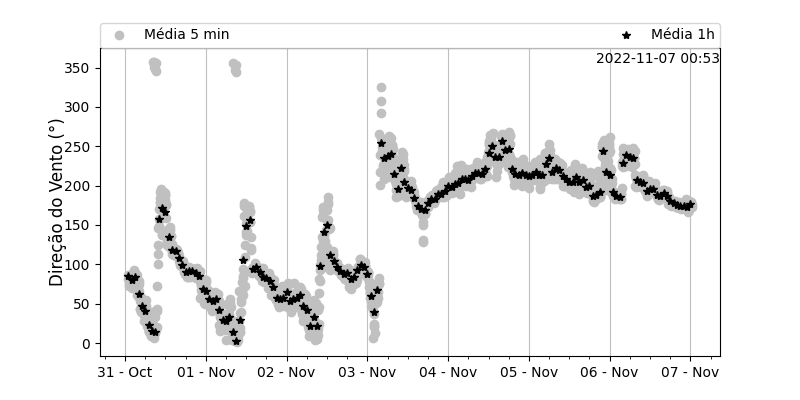 Média 5 min
Média 1h
2022-11-07 00:53
Direção do Vento (°)
350
300
250
200
150
100
50
0
31 - Oct
01 - Nov
02 - Nov
03 - Nov
04 - Nov
05 - Nov
06 - Nov
07 - Nov